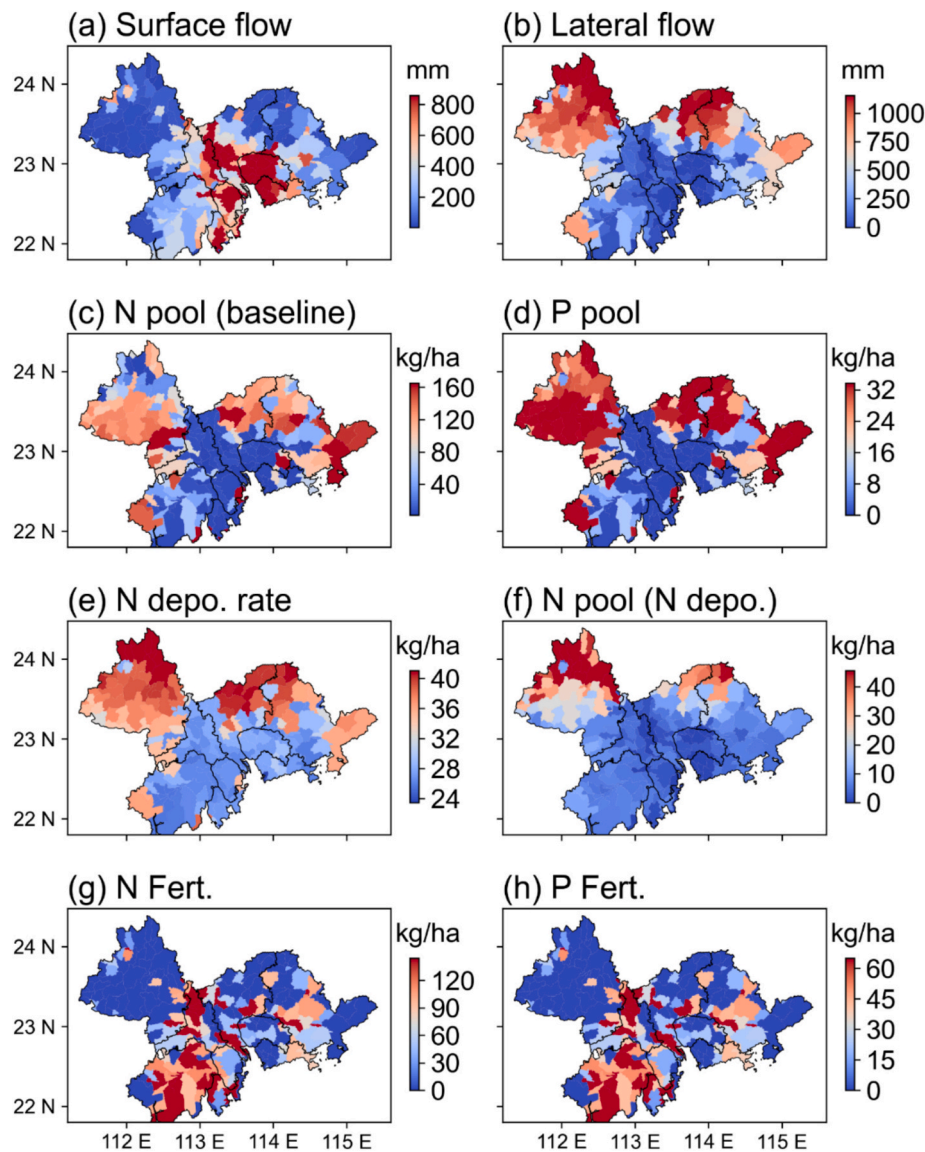 (a) Surface flow
(b) Lateral flow
24 N
23 N
22 N
mm
800
600
400
200
mm
1000
750
500
250
0
(c) N pool (baseline)
(d) P pool
24 N
23 N
22 N
kg/ha
160
120
80
40
kg/ha
32
24
16
8
0
(e) N depo. rate
(f) N pool (N depo.)
24 N
23 N
22 N
kg/ha
40
36
32
28
24
kg/ha
40
30
20
10
0
(g) N Fert.
(h) P Fert.
24 N
23 N
22 N
kg/ha
120
90
60
30
0
kg/ha
60
45
30
15
0
112 E 113 E 114 E 115 E
112 E 113 E 114 E 115 E